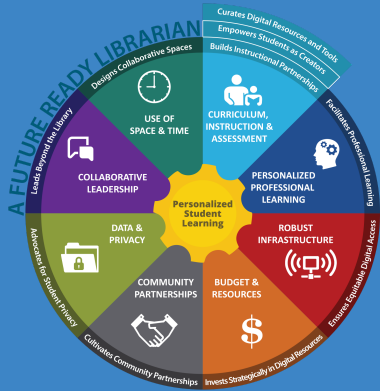 A FUTURE READY LIBRARIAN
Curates Digital Resources and Tools
Empowers Students as Creators
Builds Instructional Partnerships
Designs Collaborative Spaces
Facilitates Professional Learning
Leads Beyond the Library
USE OF
SPACE & TIME
CURRICULUM,
INSTRUCTION &
ASSESSMENT
COLLABORATIVE
LEADERSHIP
PERSONALIZED
PROFESSIONAL
LEARNING
Personalized
Student
Learning
DATA &
PRIVACY
ROBUST
INFRASTRUCTURE
Advocates for Student Privacy
Ensures Equitable Digital Access
COMMUNITY
PARTNERSHIPS
BUDGET &
RESOURCES
$
Cultivates Community Partnerships
Invests Strategically in Digital Resources